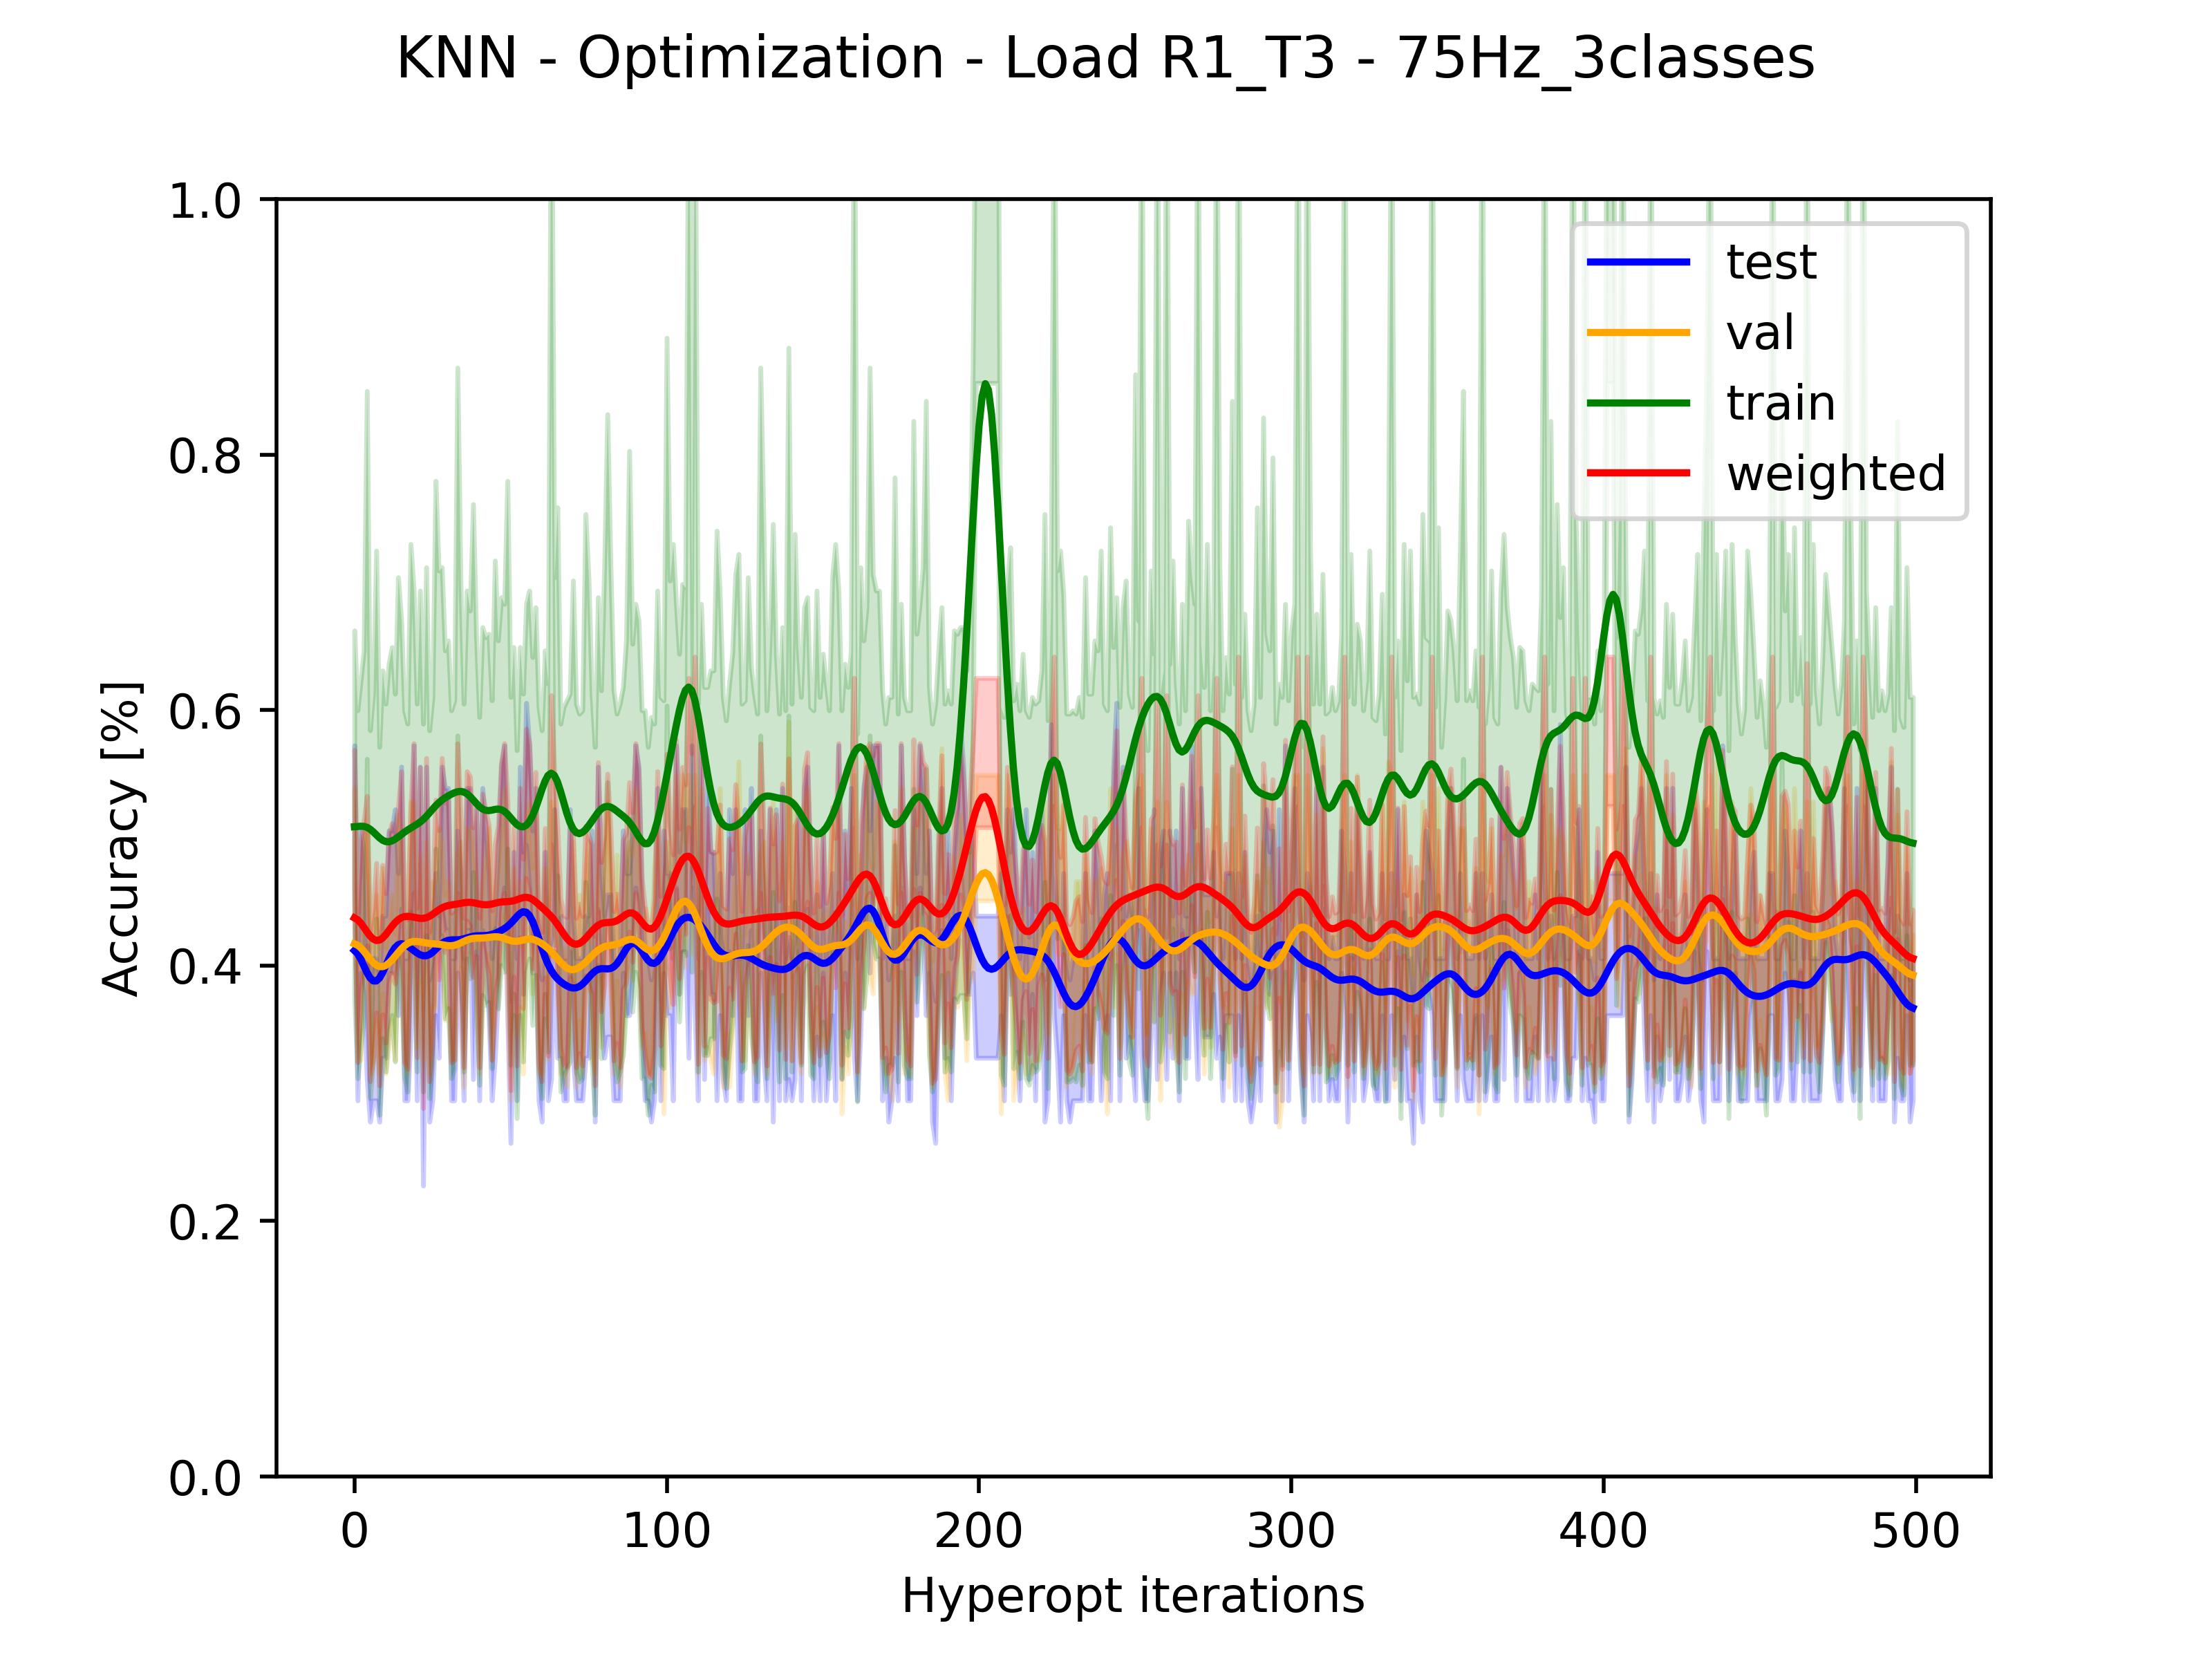 KNN - Optimization - Load R1_T3 - 75Hz_3classes
1.0
0.8
0.6
0.4
0.2
0.0
Accuracy [%]
test
val
train
weighted
0 100 200 300 400 500
Hyperopt iterations